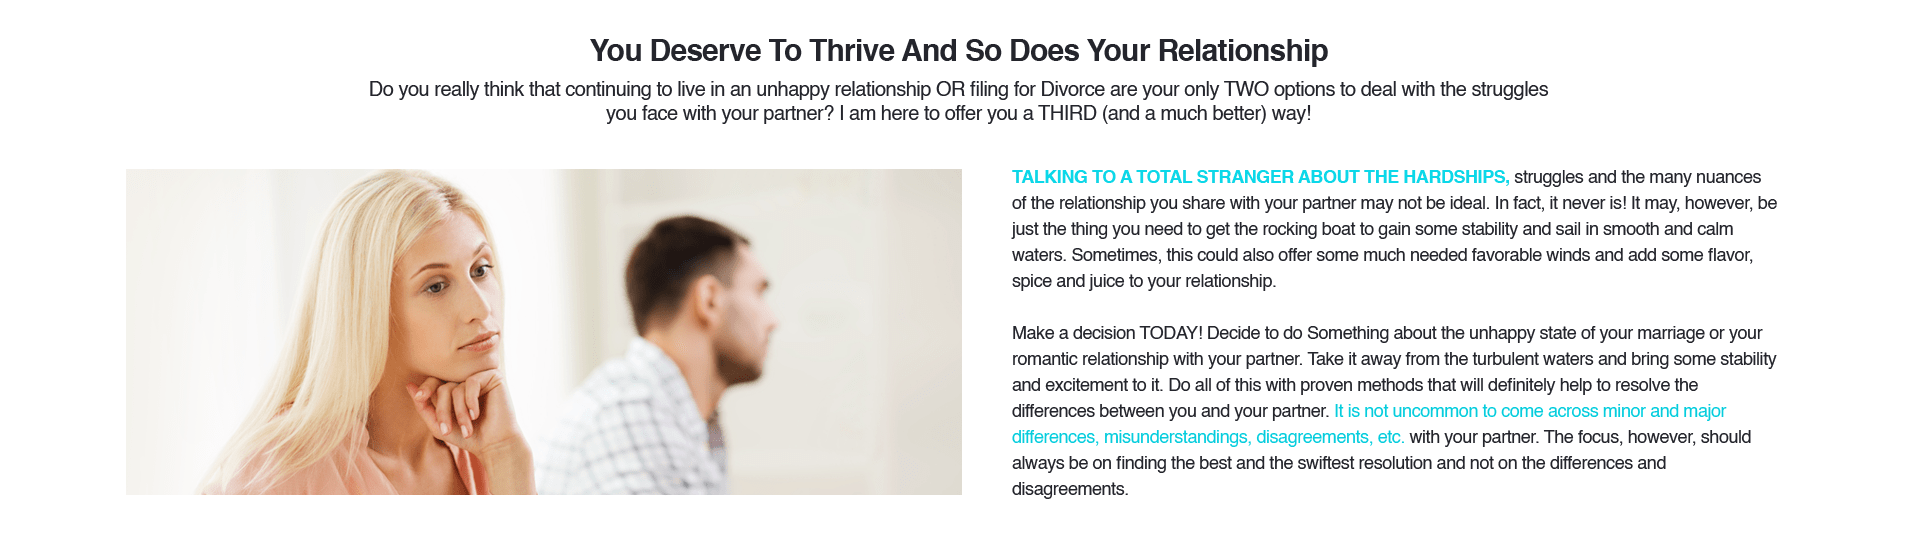 You Deserve To Thrive And So Does Your Relationship
Do you really think that continuing to live in an unhappy relationship OR filing for Divorce are your only TWO options to deal with the struggles
you face with your partner? I am here to offer you a THIRD (and a much better) way!
TALKING TO A TOTAL STRANGER ABOUT THE HARDSHIPS, struggles and the many nuances
of the relationship you share with your partner may not be ideal. In fact, it never is! It may, however, be
just the thing you need to get the rocking boat to gain some stability and sail in smooth and calm
waters. Sometimes, this could also offer some much needed favorable winds and add some flavor,
spice and juice to your relationship.
Make a decision TODAY! Decide to do Something about the unhappy state of your marriage or your
romantic relationship with your partner. Take it away from the turbulent waters and bring some stability
and excitement to it. Do all of this with proven methods that will definitely help to resolve the
differences between you and your partner. It is not uncommon to come across minor and major
differences, misunderstandings, disagreements, etc. with your partner. The focus, however, should
always be on finding the best and the swiftest resolution and not on the differences and
disagreements.